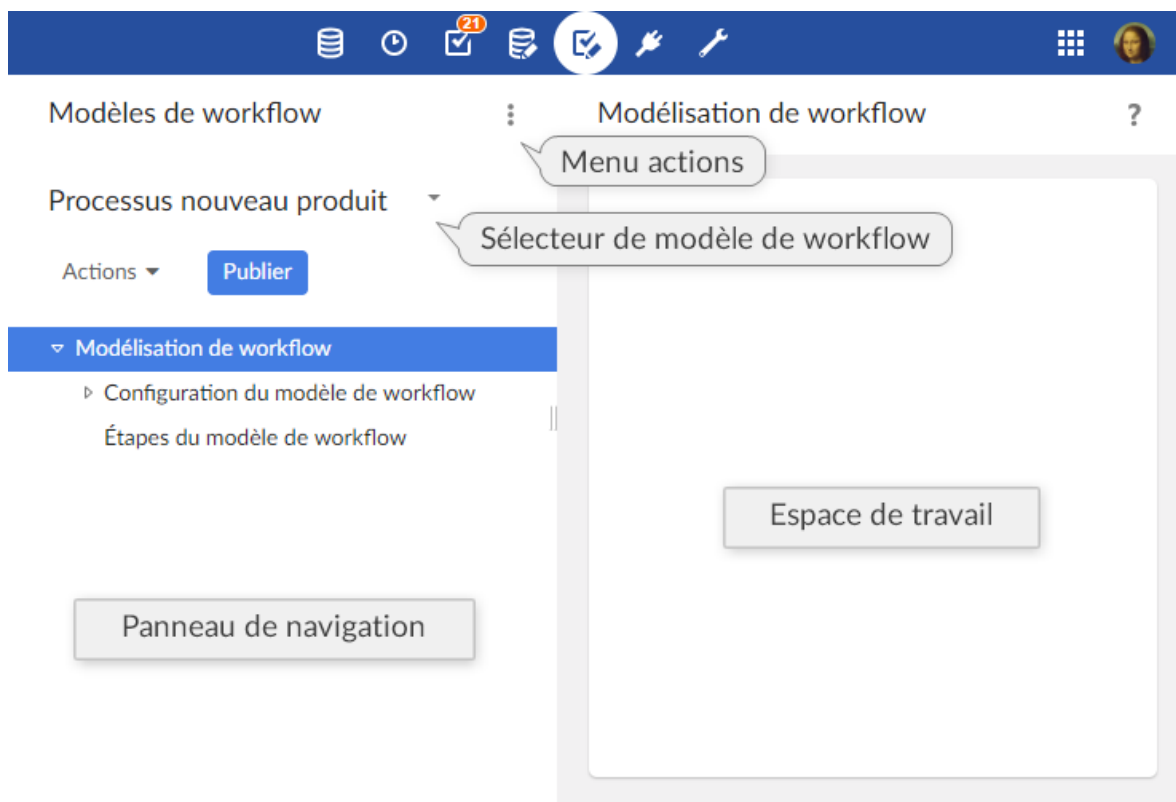 21
Modèles de workflow
Modélisation de workflow
?
Menu actions
Processus nouveau produit
Sélecteur de modèle de workflow
Actions
Publier
Modélisation de workflow
Configuration du modèle de workflow
Étapes du modèle de workflow
Espace de travail
Panneau de navigation